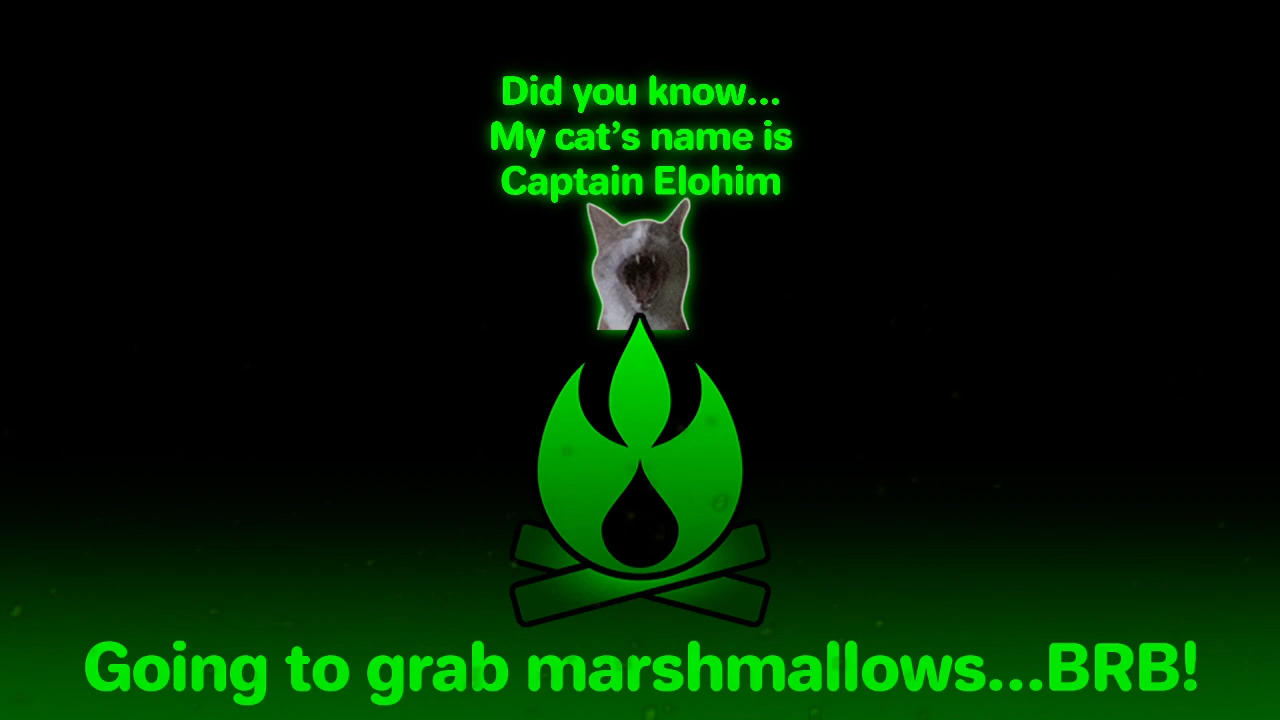 Did you know...
My cat's name is
Captain Elohim
Going to grab marshmallows...BRB!